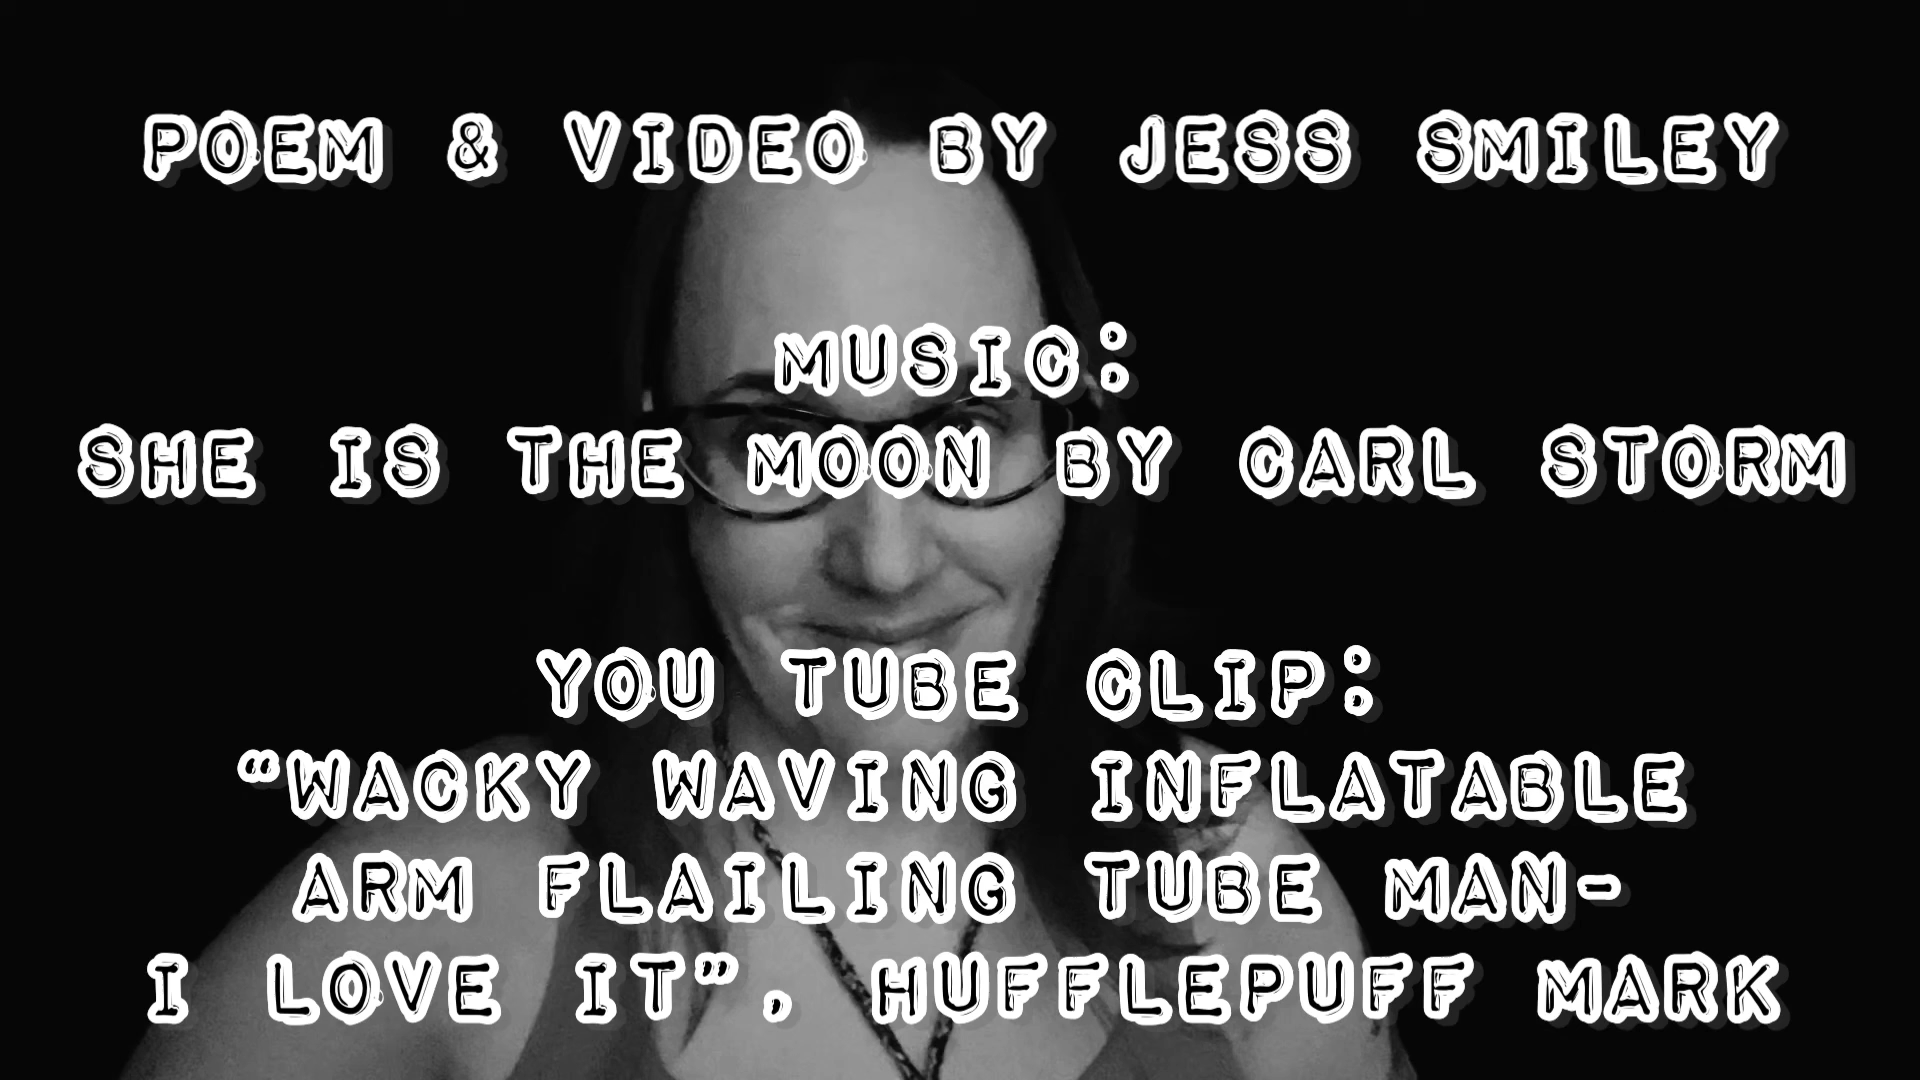 POEM & VIDEO BY JESS SMILEY
MUSIC:
SHE IS THE MOON BY CARL STORM
YOU TUBE CLIP:
“WACKY WAVING INFLATABLE
ARM FLAILING TUBE MAN-
I LOVE IT”, HUFFLEPUFF MARK